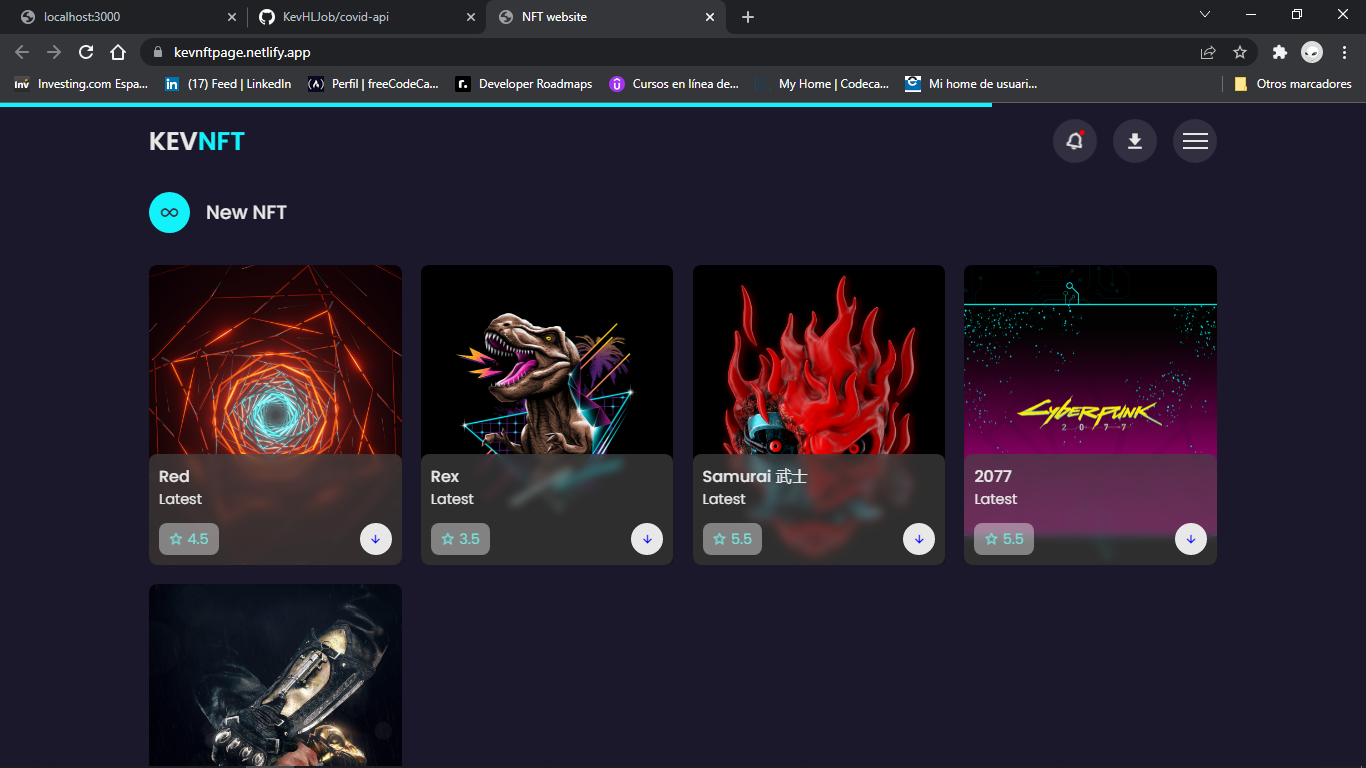 localhost:3000
KevHLJob/covid-api
NFT website
kevnftpage.netlify.app
Inv Investing.com Espa...
in (17) Feed | LinkedIn
(∧) Perfil | freeCodeCa...
r. Developer Roadmaps
Cursos en línea de...
My Home | Codeca...
Mi home de usuari...
Otros marcadores
KEVNFT
New NFT
CYBERPUNK
2077
Red
Latest
4.5
Rex
Latest
3.5
Samurai 武士
Latest
5.5
2077
Latest
5.5